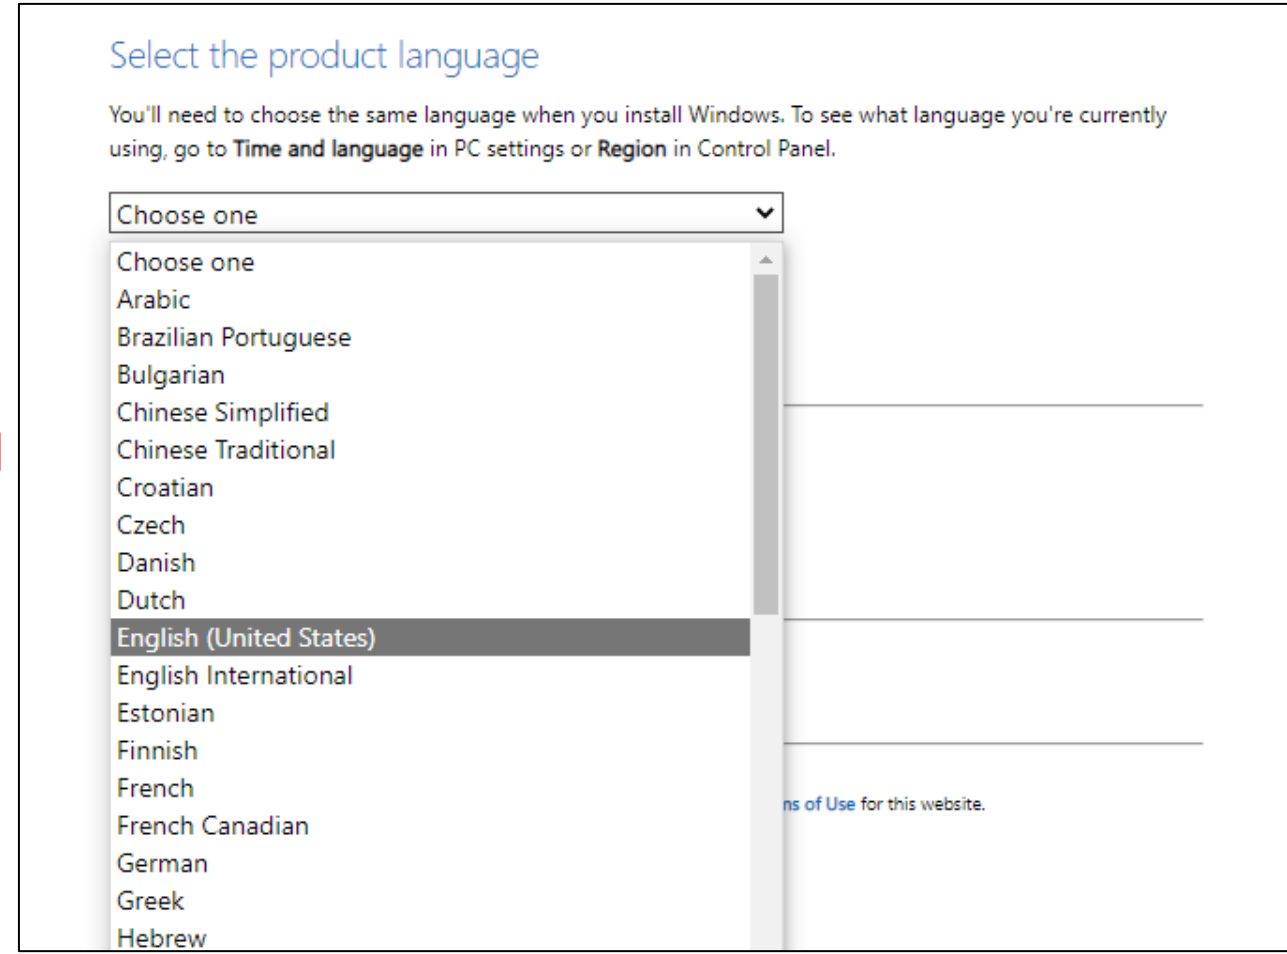 Select the product language
You'll need to choose the same language when you install Windows. To see what language you're currently
using, go to Time and language in PC settings or Region in Control Panel.
Choose one
Choose one
Arabic
Brazilian Portuguese
Bulgarian
Chinese Simplified
Chinese Traditional
Croatian
Czech
Danish
Dutch
English (United States)
English International
Estonian
Finnish
French
French Canadian
German
Greek
Hebrew
of Use for this website.